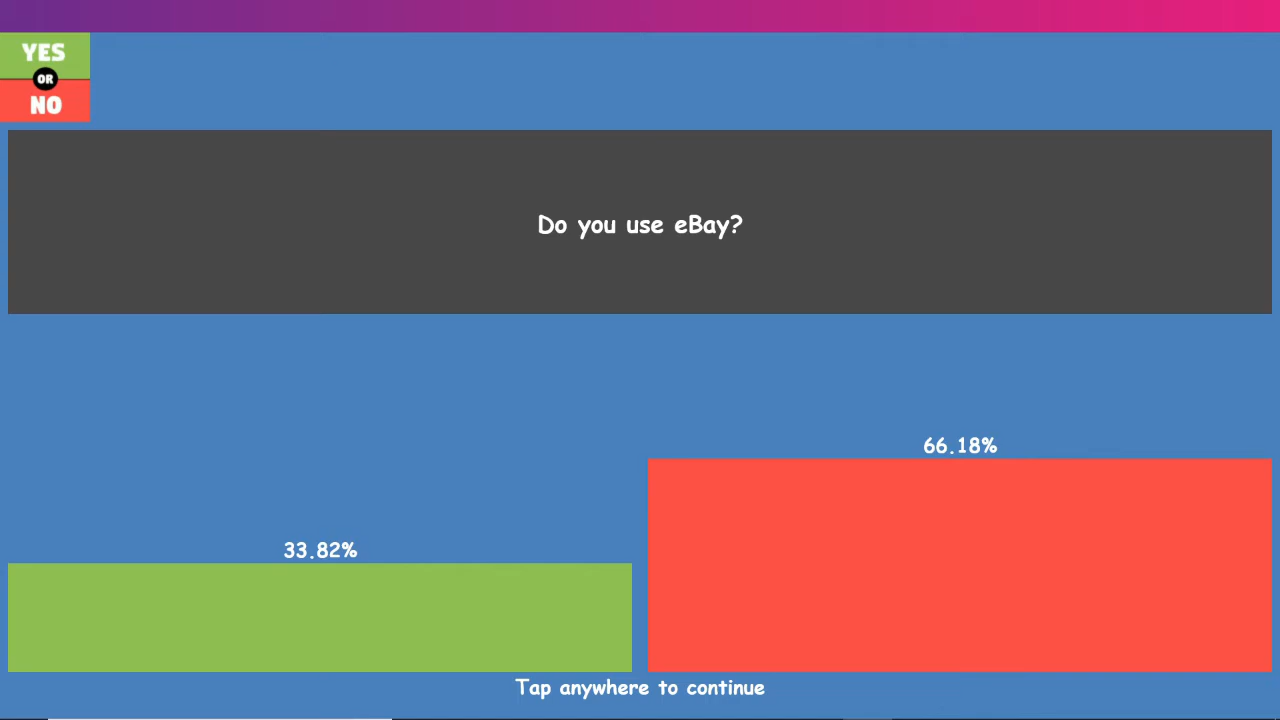 YES
OR
NO
Do you use eBay?
66.18%
33.82%
Tap anywhere to continue